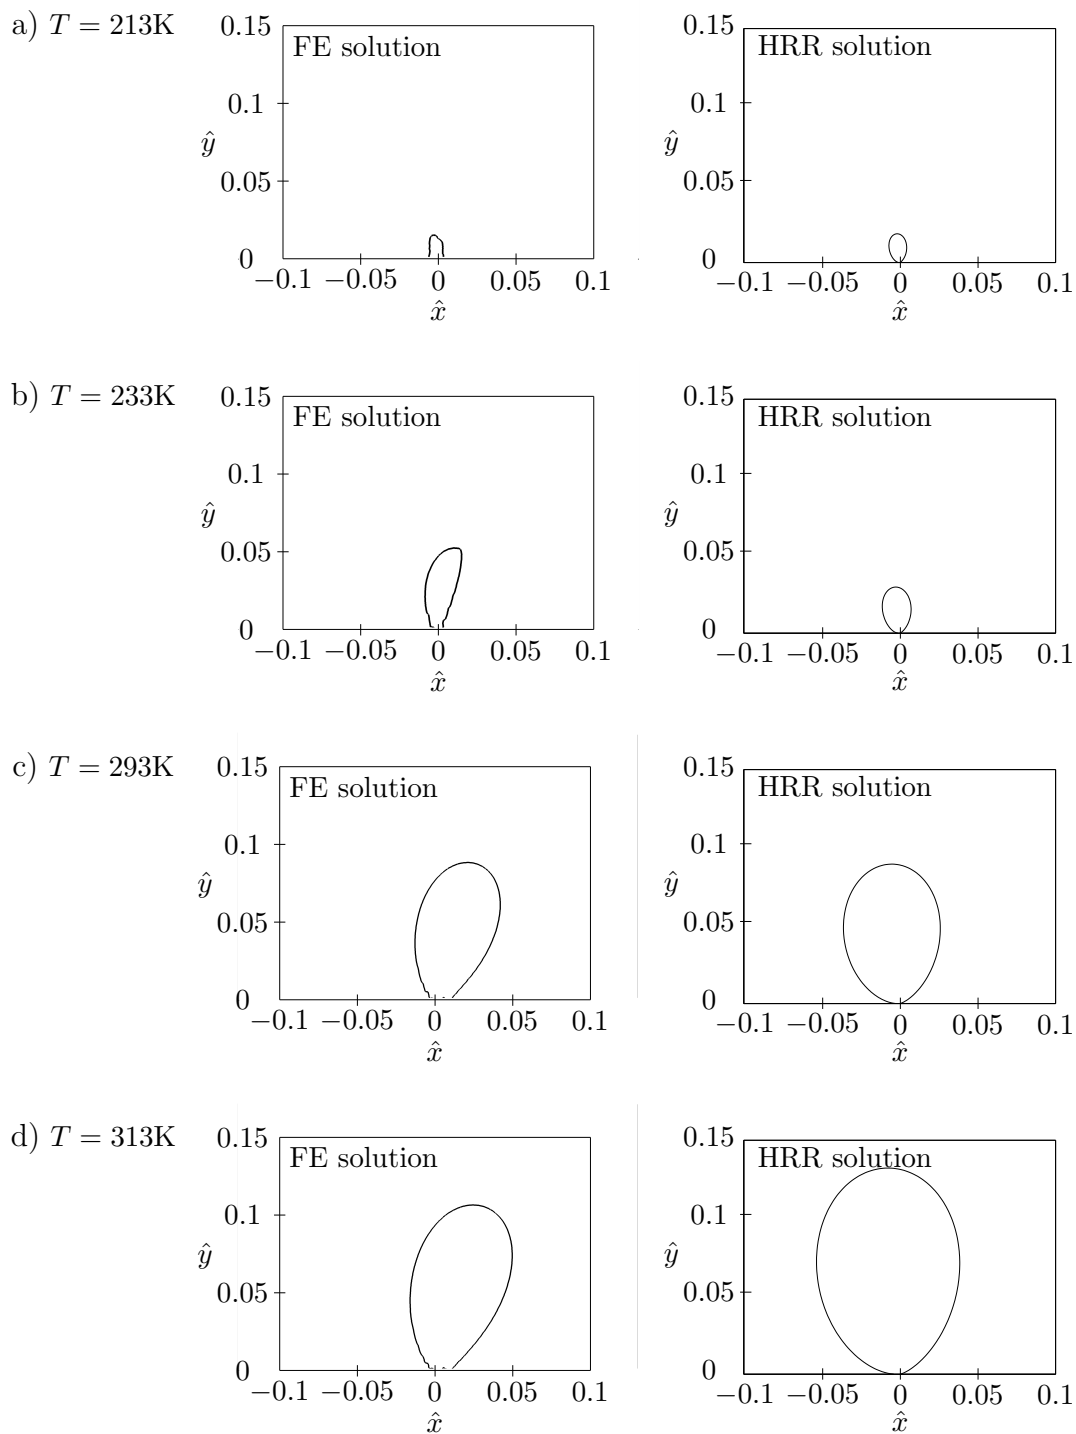 a) T = 213K
0.15
FE solution
0.1
ŷ
0.05
0
−0.1 −0.05 0 0.05 0.1
x̂
0.15
HRR solution
0.1
ŷ
0.05
0
−0.1 −0.05 0 0.05 0.1
x̂
b) T = 233K
0.15
FE solution
0.1
ŷ
0.05
0
−0.1 −0.05 0 0.05 0.1
x̂
0.15
HRR solution
0.1
ŷ
0.05
0
−0.1 −0.05 0 0.05 0.1
x̂
c) T = 293K
0.15
FE solution
0.1
ŷ
0.05
0
−0.1 −0.05 0 0.05 0.1
x̂
0.15
HRR solution
0.1
ŷ
0.05
0
−0.1 −0.05 0 0.05 0.1
x̂
d) T = 313K
0.15
FE solution
0.1
ŷ
0.05
0
−0.1 −0.05 0 0.05 0.1
x̂
0.15
HRR solution
0.1
ŷ
0.05
0
−0.1 −0.05 0 0.05 0.1
x̂